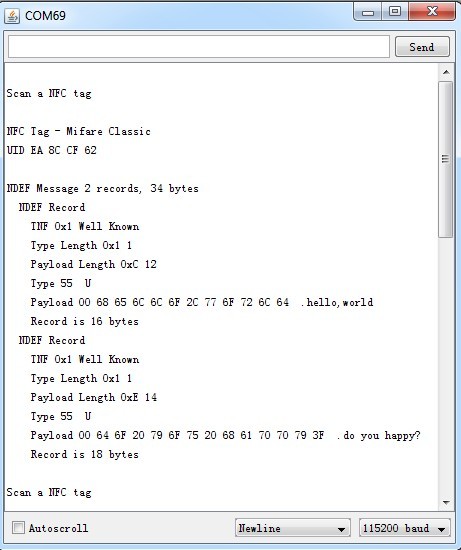 COM69
Send
Scan a NFC tag
NFC Tag - Mifare Classic
UID EA 8C CF 62
NDEF Message 2 records, 34 bytes
NDEF Record
TNF 0x1 Well Known
Type Length 0x1 1
Payload Length 0xC 12
Type 55  U
Payload 00 68 65 6C 6C 6F 2C 77 6F 72 6C 64  .hello,world
Record is 16 bytes
NDEF Record
TNF 0x1 Well Known
Type Length 0x1 1
Payload Length 0xE 14
Type 55  U
Payload 00 64 6F 20 79 6F 75 20 68 61 70 70 79 3F  .do you happy?
Record is 18 bytes
Scan a NFC tag
Autoscroll
Newline
115200 baud